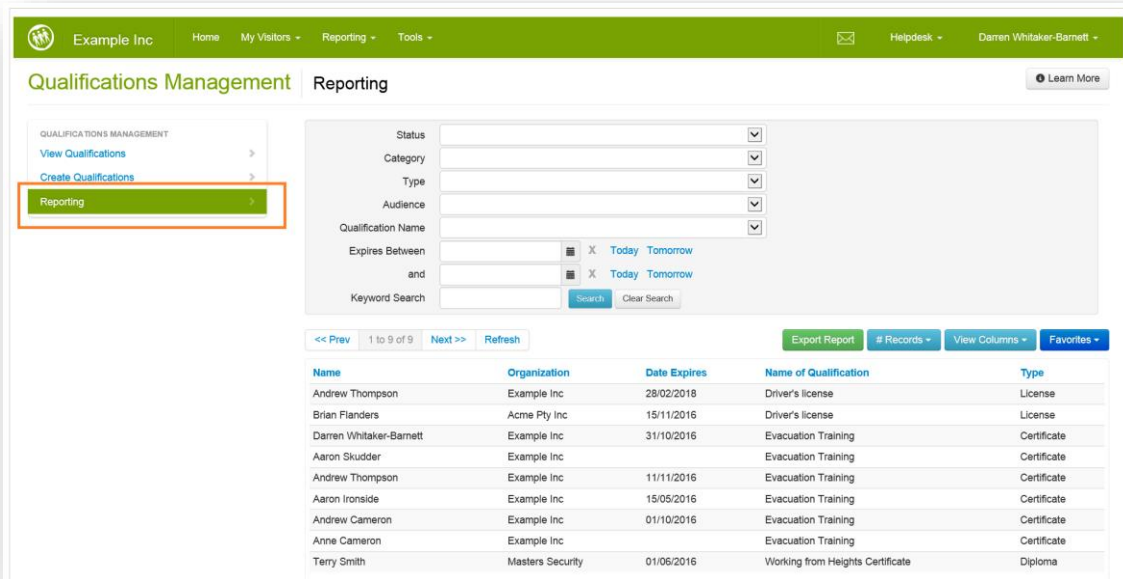 Example Inc Home My Visitors Reporting Tools Helpdesk Darren Whitaker-Barnett
Qualifications Management Reporting Learn More
QUALIFICATIONS MANAGEMENT
View Qualifications
Create Qualifications
Reporting
Status
Category
Type
Audience
Qualification Name
Expires Between X Today Tomorrow
and X Today Tomorrow
Keyword Search Search Clear Search
<< Prev 1 to 9 of 9 Next >> Refresh Export Report # Records View Columns Favorites
Name Organization Date Expires Name of Qualification Type
Andrew Thompson Example Inc 28/02/2018 Driver's license License
Brian Flanders Acme Pty Inc 15/11/2016 Driver's license License
Darren Whitaker-Barnett Example Inc 31/10/2016 Evacuation Training Certificate
Aaron Skudder Example Inc Evacuation Training Certificate
Andrew Thompson Example Inc 11/11/2016 Evacuation Training Certificate
Aaron Ironside Example Inc 15/05/2016 Evacuation Training Certificate
Andrew Cameron Example Inc 01/10/2016 Evacuation Training Certificate
Anne Cameron Example Inc Evacuation Training Certificate
Terry Smith Masters Security 01/06/2016 Working from Heights Certificate Diploma